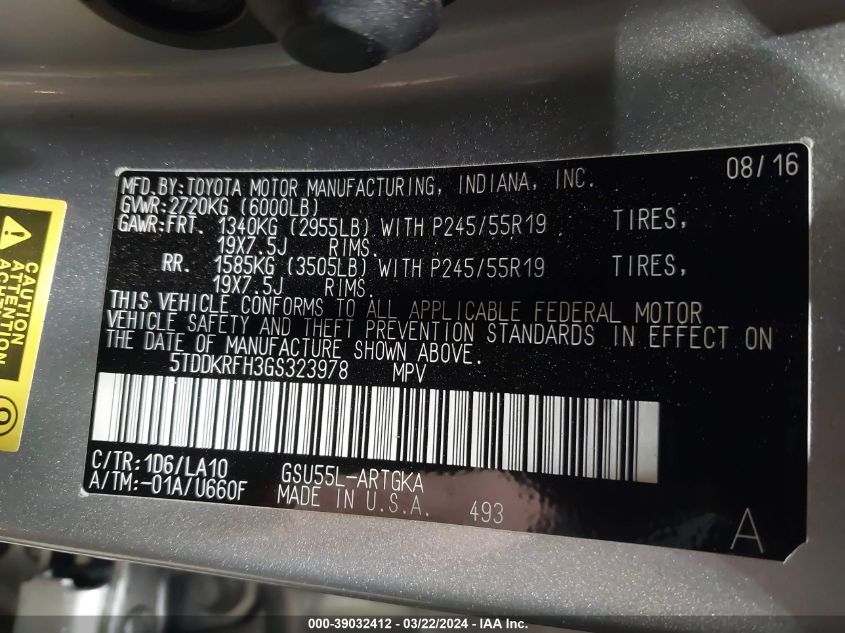 MFD.BY:TOYOTA MOTOR MANUFACTURING, INDIANA, INC. 08/16
GVWR:2720KG (6000LB)
GAWR:FRT. 1340KG (2955LB) WITH P245/55R19 TIRES,
19X7.5J RIMS.
RR. 1585KG (3505LB) WITH P245/55R19 TIRES,
19X7.5J RIMS.
THIS VEHICLE CONFORMS TO ALL APPLICABLE FEDERAL MOTOR
VEHICLE SAFETY AND THEFT PREVENTION STANDARDS IN EFFECT ON
THE DATE OF MANUFACTURE SHOWN ABOVE.
5TDDKRFH3GS323978 MPV
C/TR:1D6/LA10 GSU55L-ARTGKA
A/TM:-01A/U660F MADE IN U.S.A. 493
A
CAUTION
ATTENTION
000-39032412 - 03/22/2024 - IAA Inc.